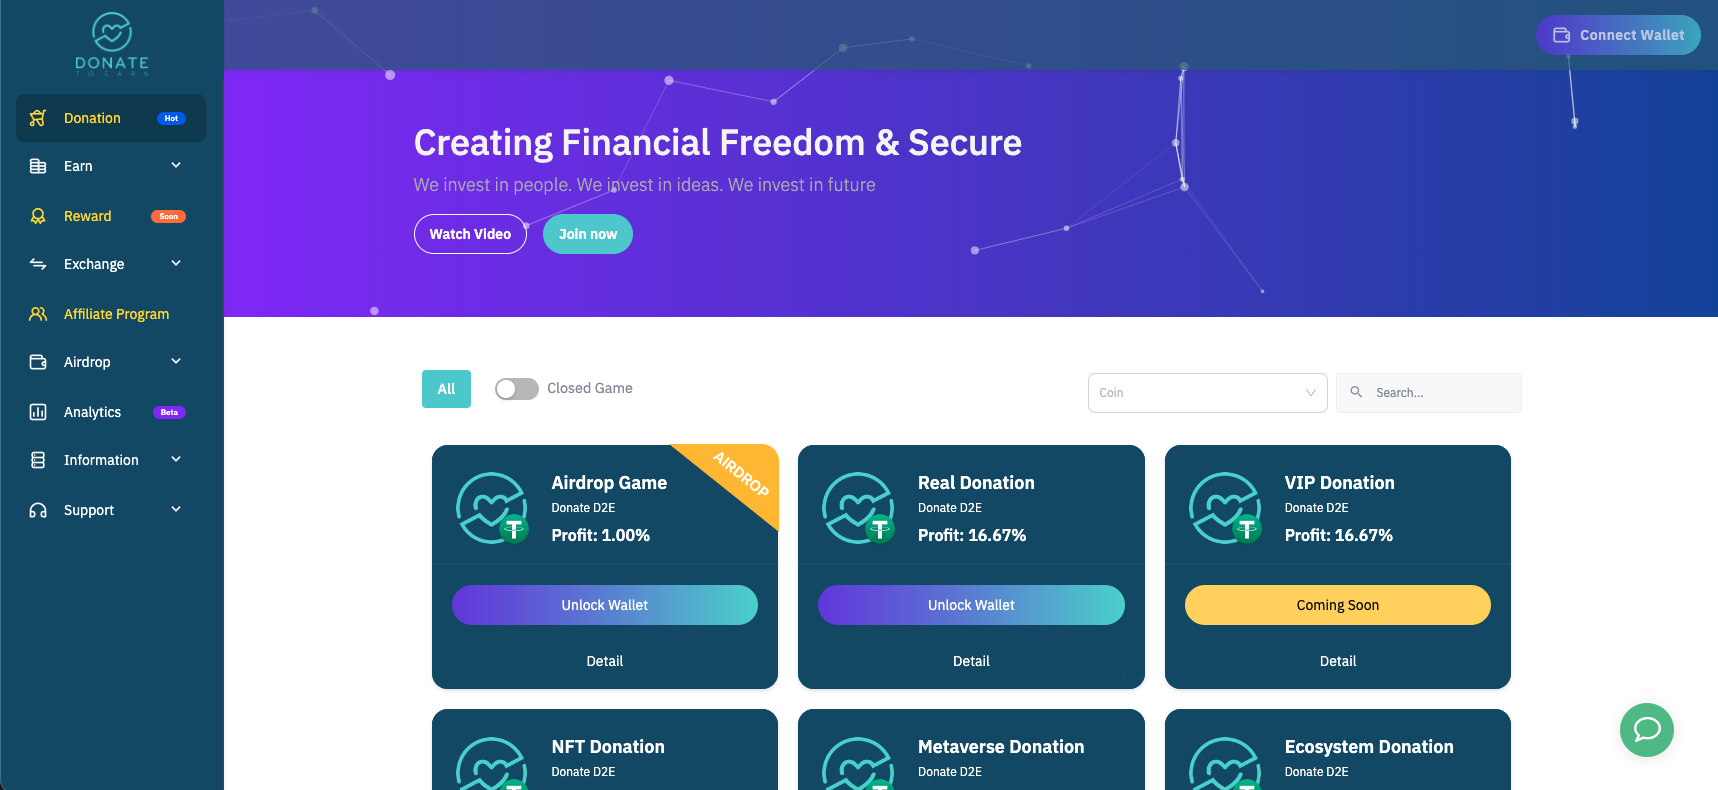 DONATE
TO EARN
Donation Hot
Earn
Reward Soon
Exchange
Affiliate Program
Airdrop
Analytics Beta
Information
Support
Connect Wallet
Creating Financial Freedom & Secure
We invest in people. We invest in ideas. We invest in future
Watch Video Join now
All Closed Game Coin Search...
AIRDROP
Airdrop Game
Donate D2E
Profit: 1.00%
Unlock Wallet
Detail
Real Donation
Donate D2E
Profit: 16.67%
Unlock Wallet
Detail
VIP Donation
Donate D2E
Profit: 16.67%
Coming Soon
Detail
NFT Donation
Donate D2E
Metaverse Donation
Donate D2E
Ecosystem Donation
Donate D2E